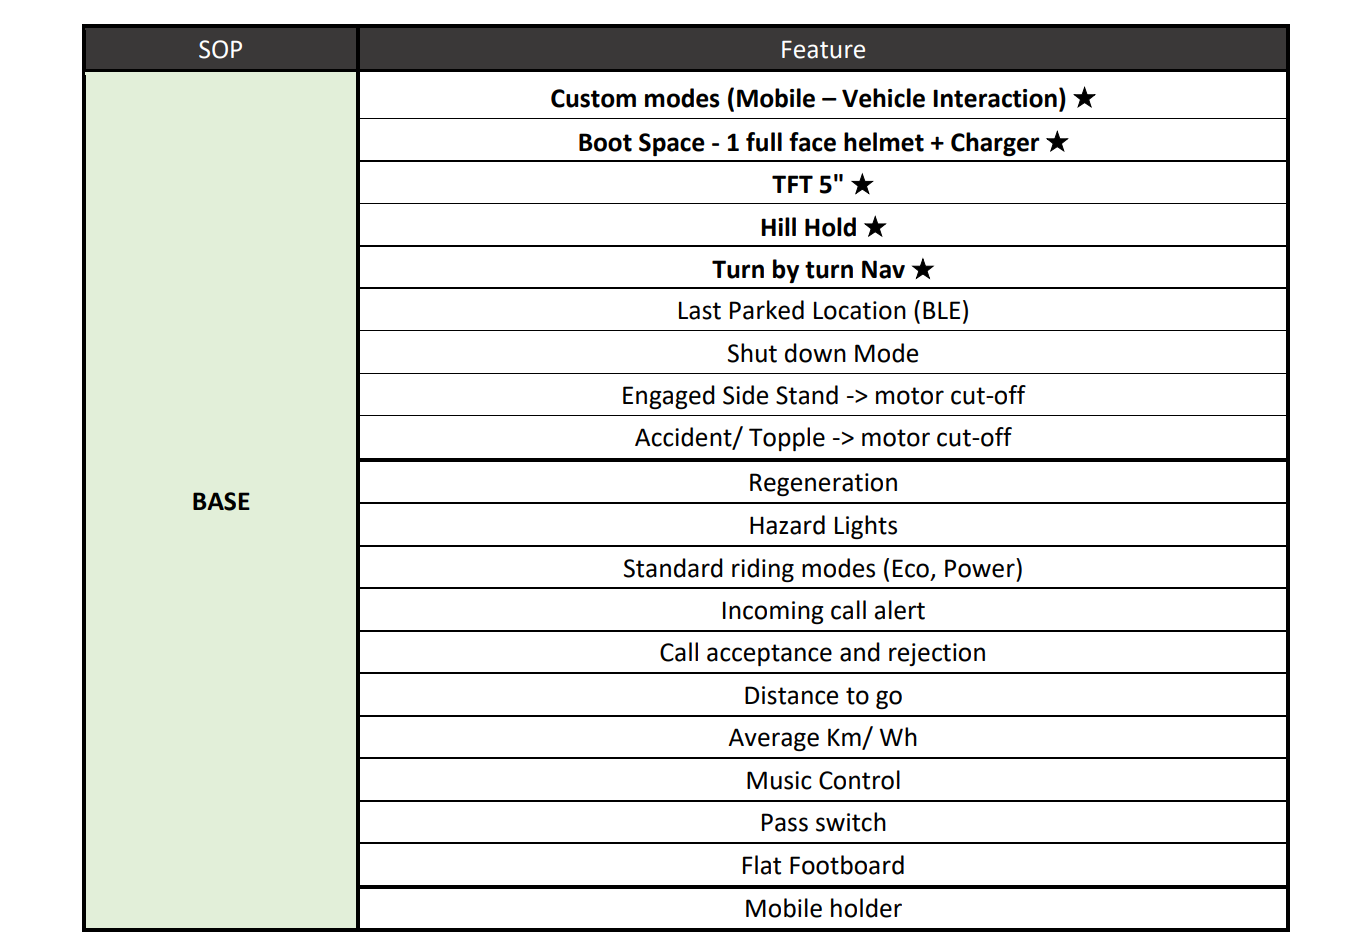 SOP Feature
Custom modes (Mobile – Vehicle Interaction) ★
Boot Space - 1 full face helmet + Charger ★
TFT 5" ★
Hill Hold ★
Turn by turn Nav ★
Last Parked Location (BLE)
Shut down Mode
Engaged Side Stand -> motor cut-off
Accident/ Topple -> motor cut-off
Regeneration
BASE
Hazard Lights
Standard riding modes (Eco, Power)
Incoming call alert
Call acceptance and rejection
Distance to go
Average Km/ Wh
Music Control
Pass switch
Flat Footboard
Mobile holder